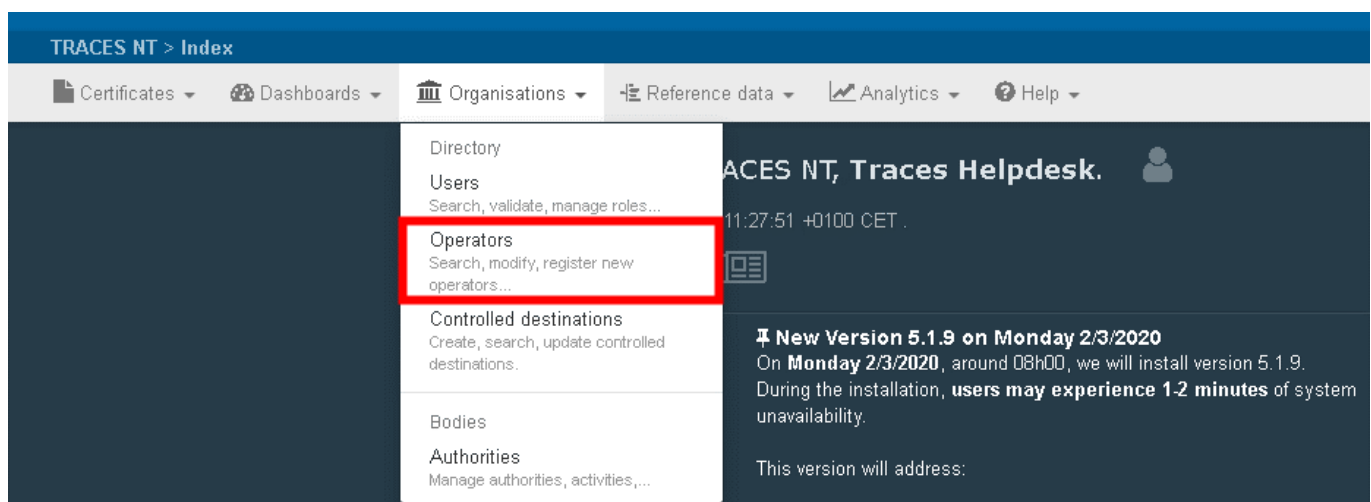 TRACES NT > Index
Certificates Dashboards Organisations Reference data Analytics Help
Directory
Users
Search, validate, manage roles...
Operators
Search, modify, register new
operators...
Controlled destinations
Create, search, update controlled
destinations.
Bodies
Authorities
Manage authorities, activities,...
ACES NT, Traces Helpdesk.
11:27:51 +0100 CET .
New Version 5.1.9 on Monday 2/3/2020
On Monday 2/3/2020, around 08h00, we will install version 5.1.9.
During the installation, users may experience 1-2 minutes of system
unavailability.
This version will address: